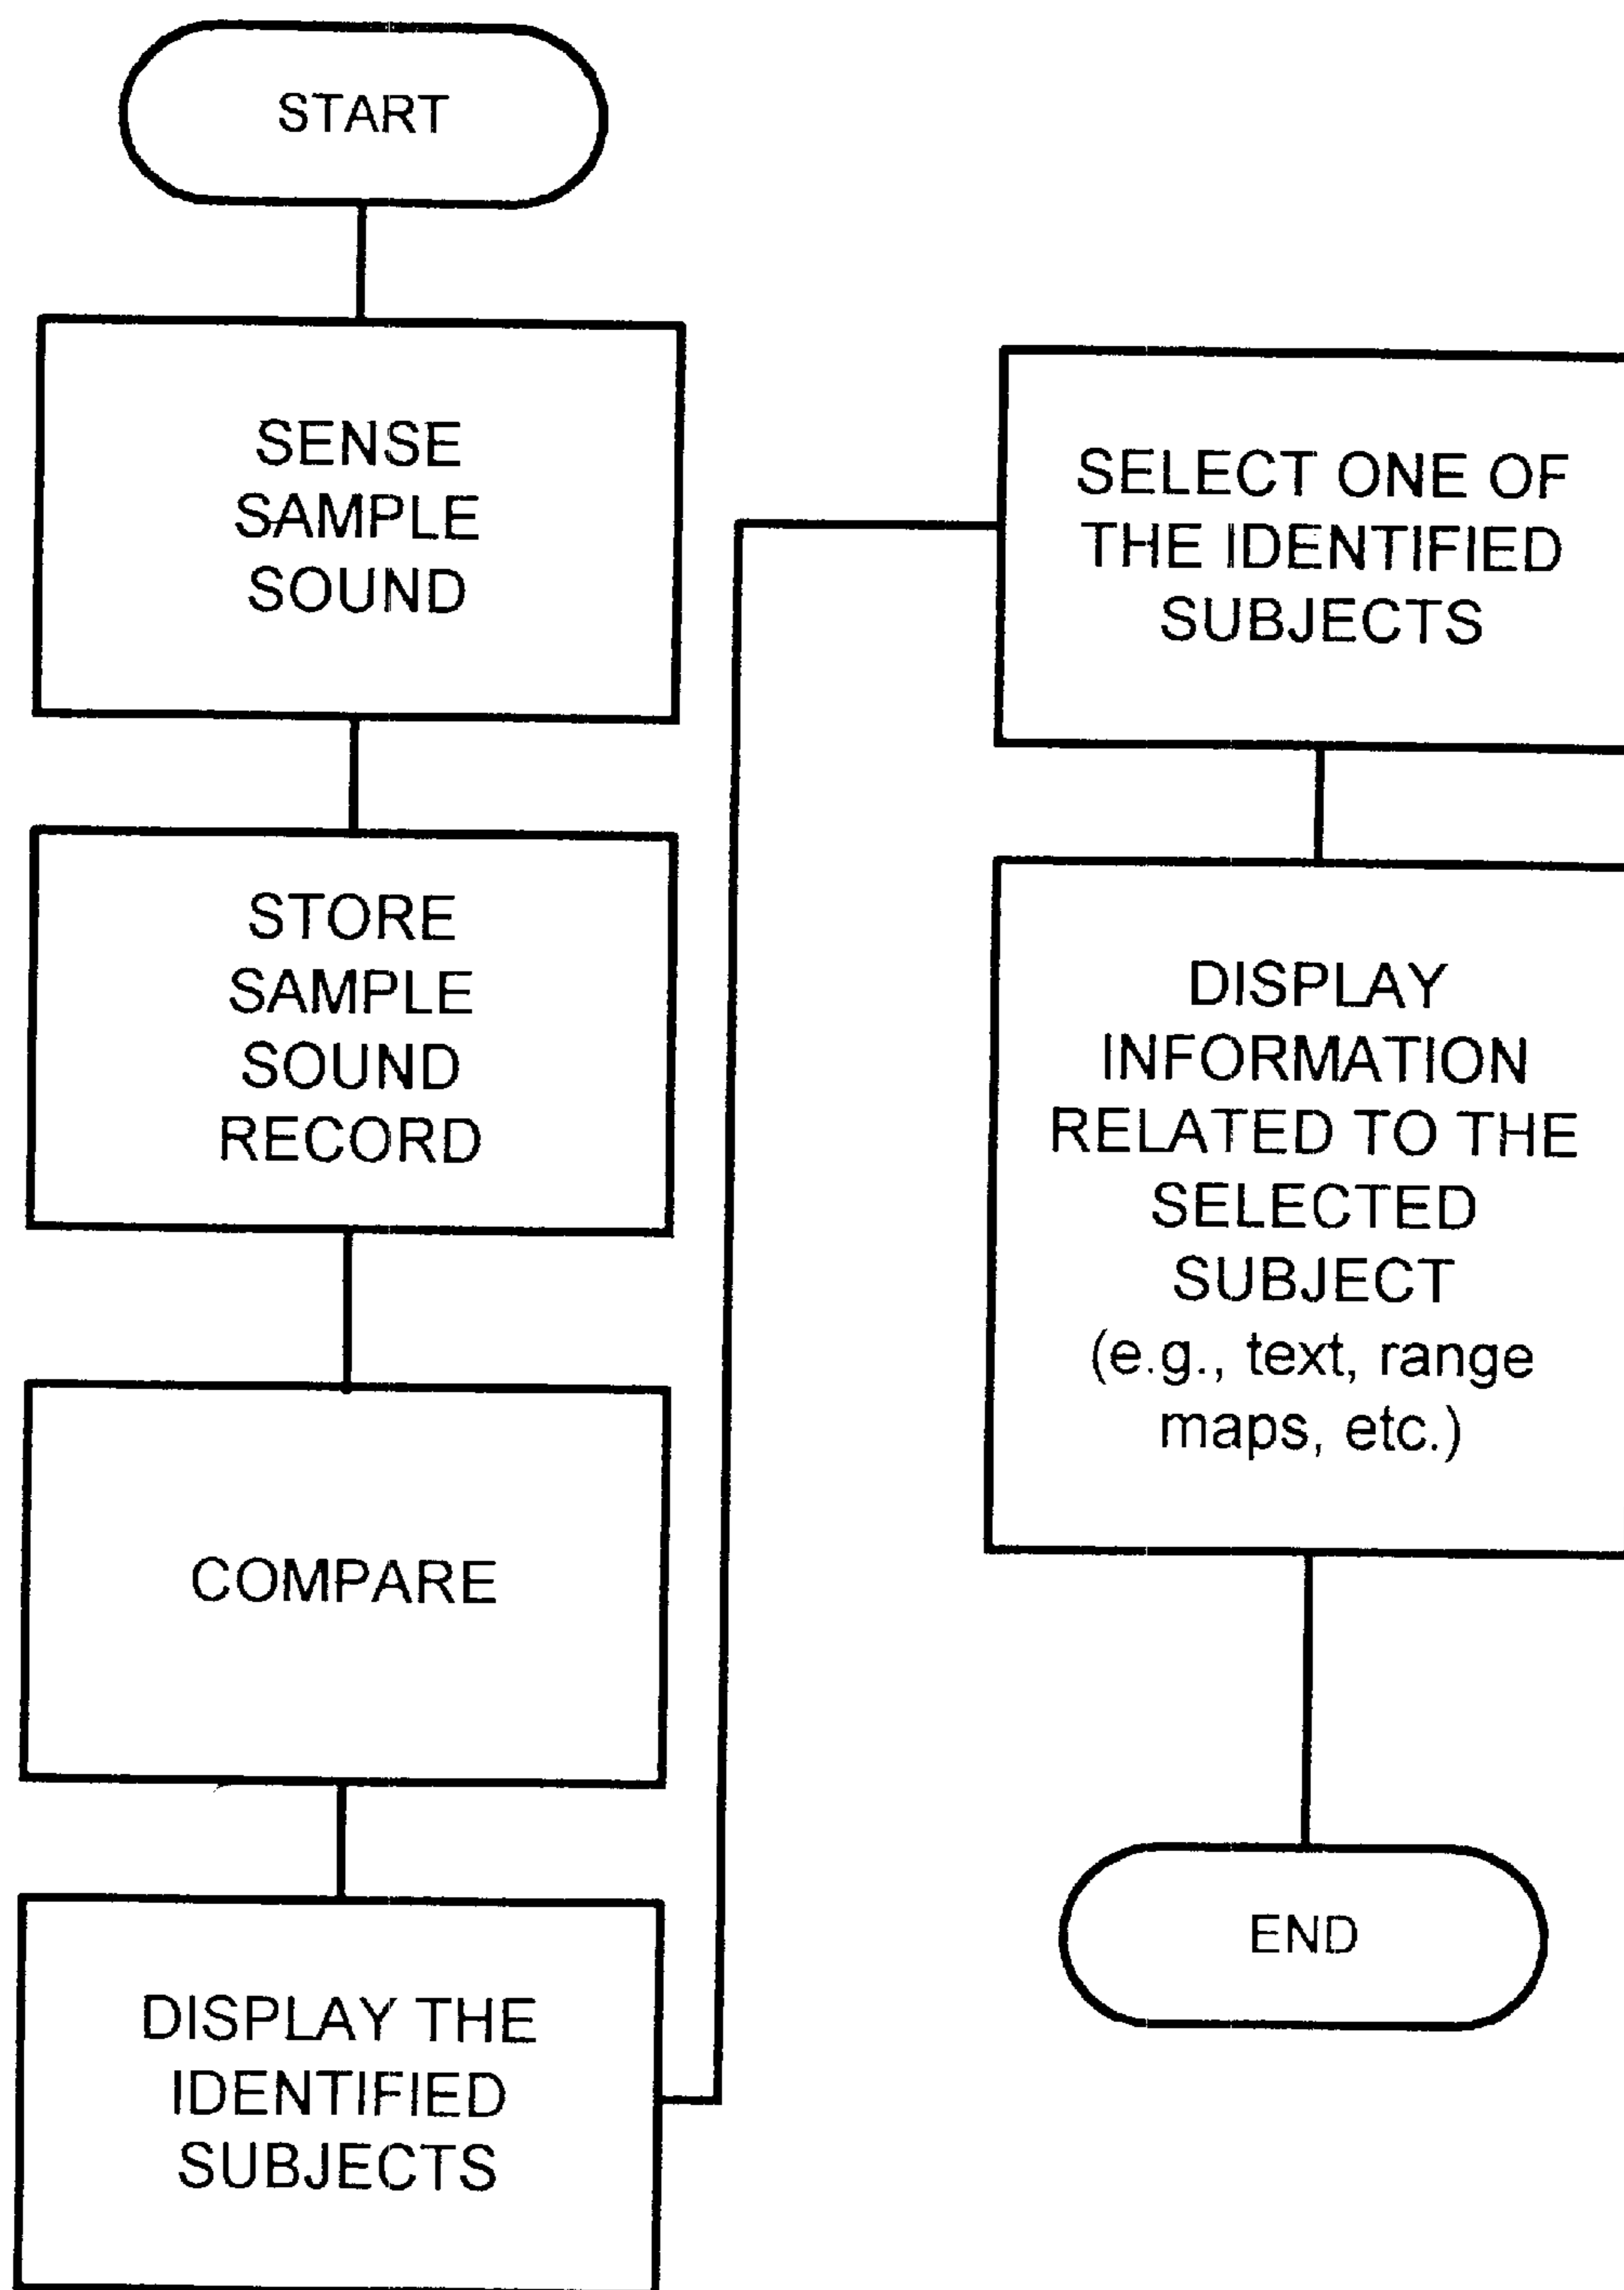 START
SENSE
SAMPLE
SOUND
STORE
SAMPLE
SOUND
RECORD
COMPARE
DISPLAY THE
IDENTIFIED
SUBJECTS
SELECT ONE OF
THE IDENTIFIED
SUBJECTS
DISPLAY
INFORMATION
RELATED TO THE
SELECTED
SUBJECT
(e.g., text, range
maps, etc.)
END